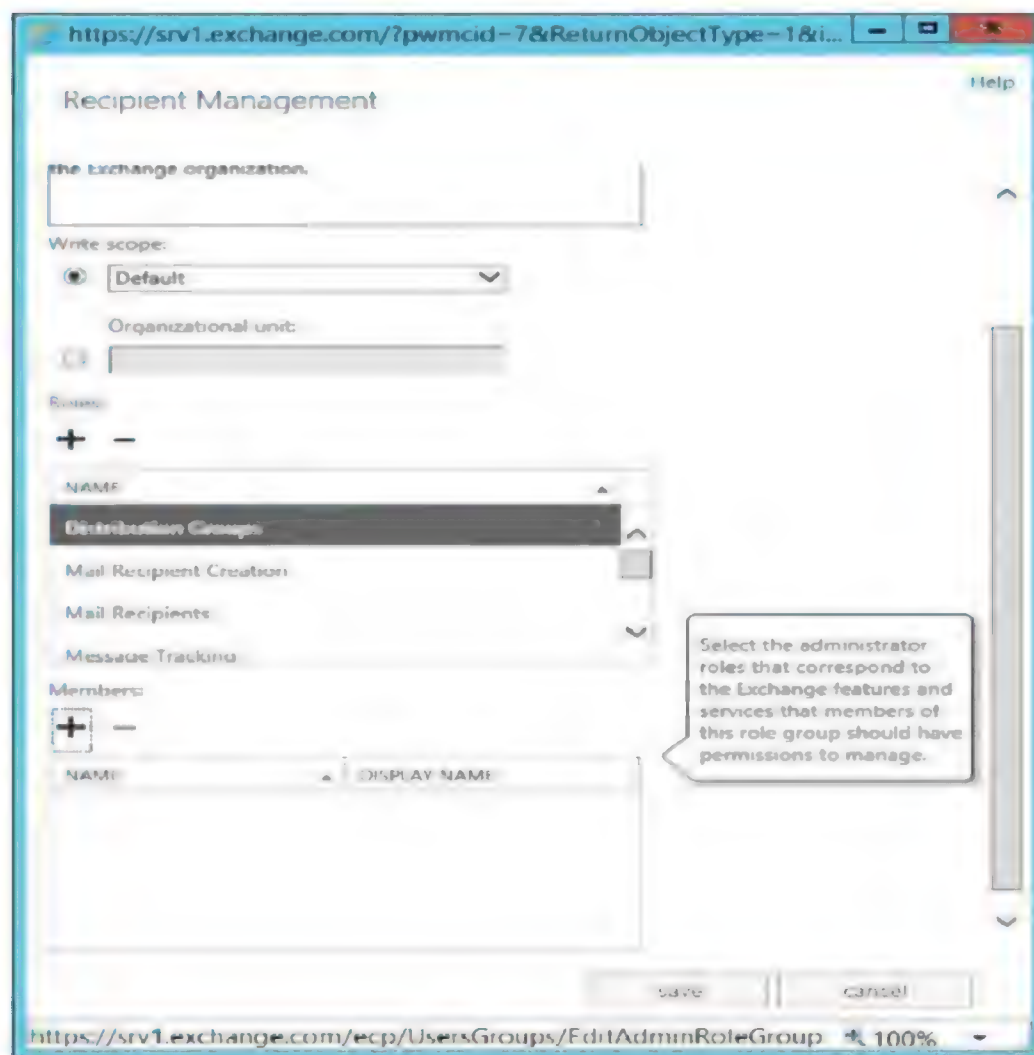 https://srv1.exchange.com/?pwmcid=7&ReturnObjectType=1&i...
Help
Recipient Management
the Exchange organization.
Write scope:
Default
Organizational unit:
Roles:
NAME
Distribution Groups
Mail Recipient Creation
Mail Recipients
Message Tracking
Select the administrator
roles that correspond to
the Exchange features and
services that members of
this role group should have
permissions to manage.
Members:
NAME DISPLAY NAME
save cancel
https://srv1.exchange.com/ecp/UsersGroups/EditAdminRoleGroup 100%